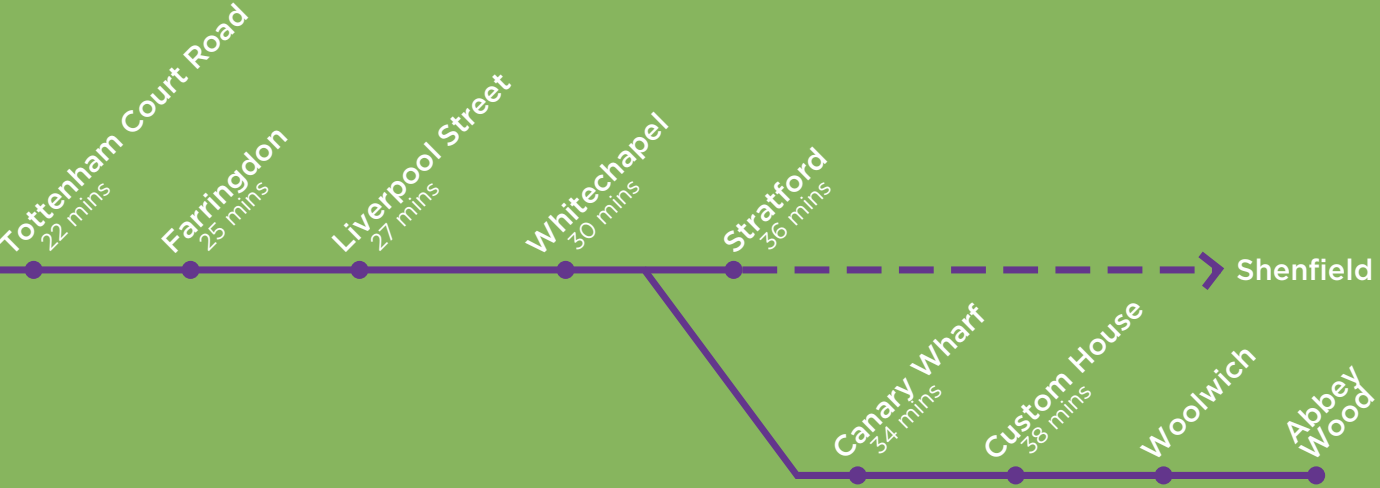 Tottenham Court Road
22 mins
Farringdon
25 mins
Liverpool Street
27 mins
Whitechapel
30 mins
Stratford
36 mins
Shenfield
Canary Wharf
34 mins
Custom House
38 mins
Woolwich
Abbey
Wood